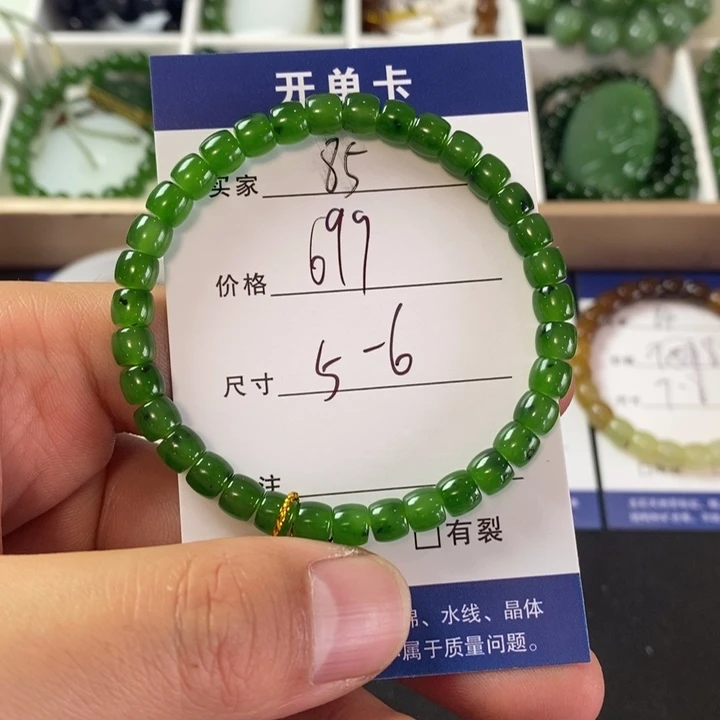 开单卡
买家 85
价格 699
尺寸 5-6
注
□有裂
棉、水线、晶体
属于质量问题。